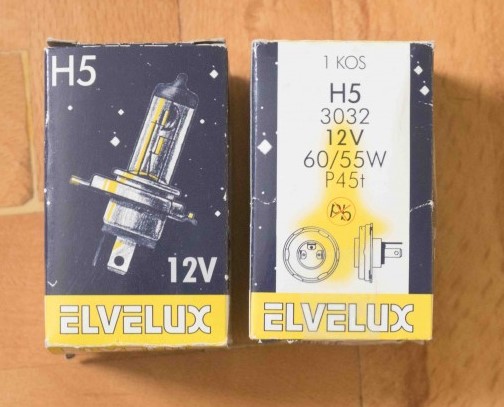 H5
12V
ELVELUX
1 KOS
H5
3032
12V
60/55W
P45t
ELVELUX